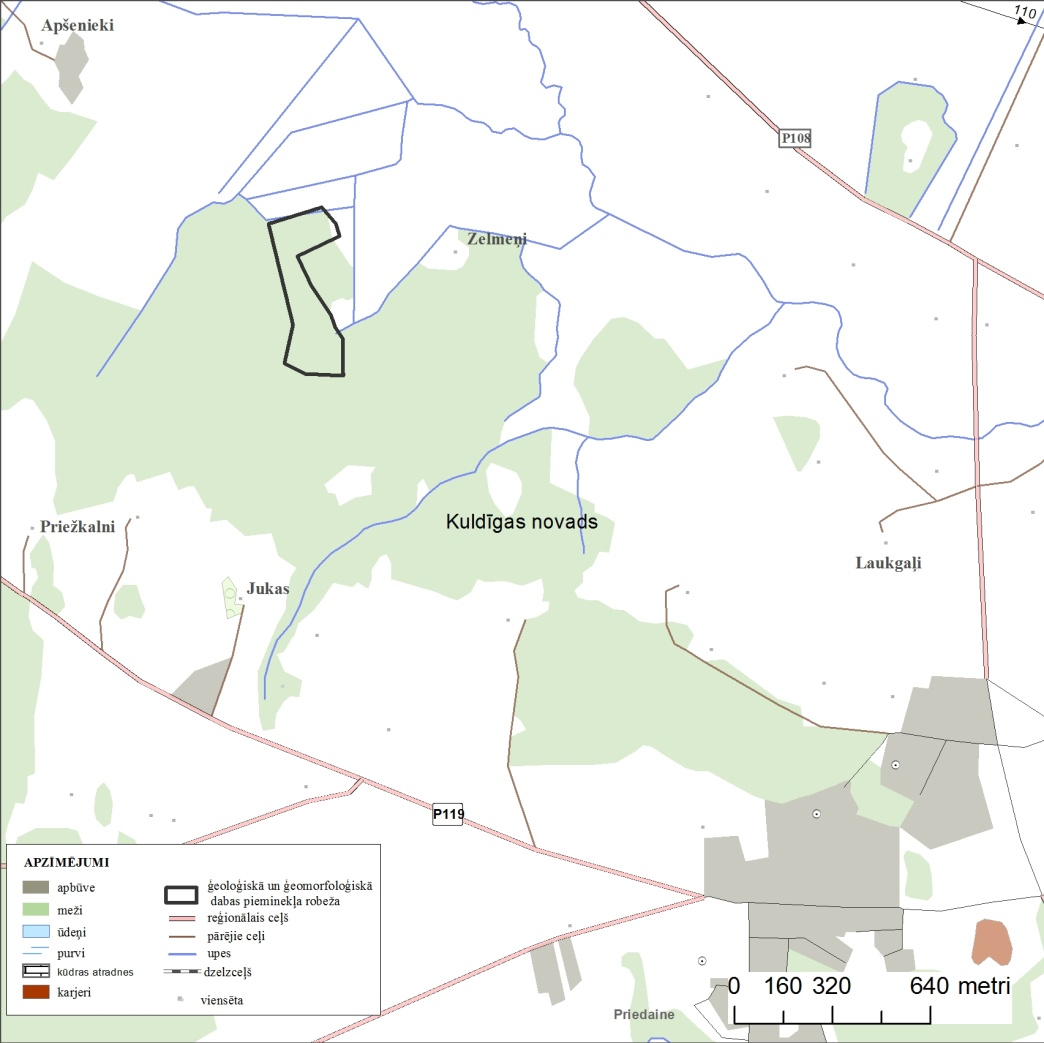 Apšenieki
110
P108
Zelmeņi
Kuldīgas novads
Priežkalni
Jukas
Laukgaļi
P119
APZĪMĒJUMI
apbūve
meži
ūdeņi
purvi
kūdras atradnes
karjeri
ģeoloģiskā un ģeomorfoloģiskā
dabas pieminekļa robeža
reģionālais ceļš
pārējie ceļi
upes
dzelzceļš
viensēta
0 160 320 640 metri
Priedaine